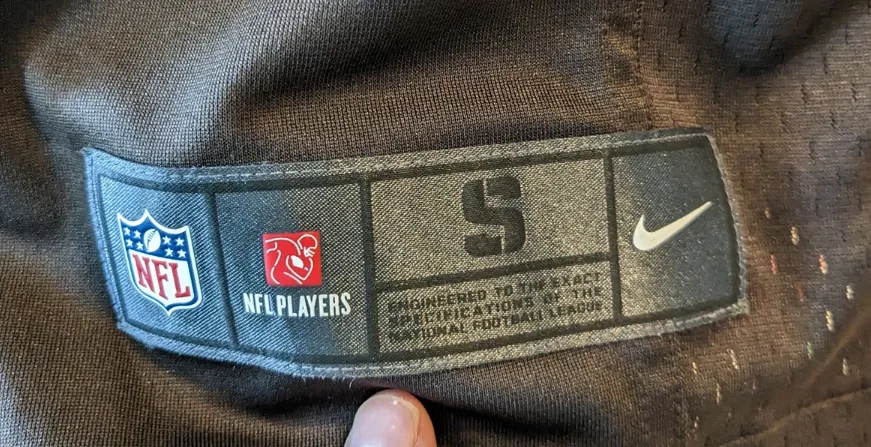 NFL
NFL PLAYERS
S
ENGINEERED TO THE EXACT
SPECIFICATIONS OF THE
NATIONAL FOOTBALL LEAGUE